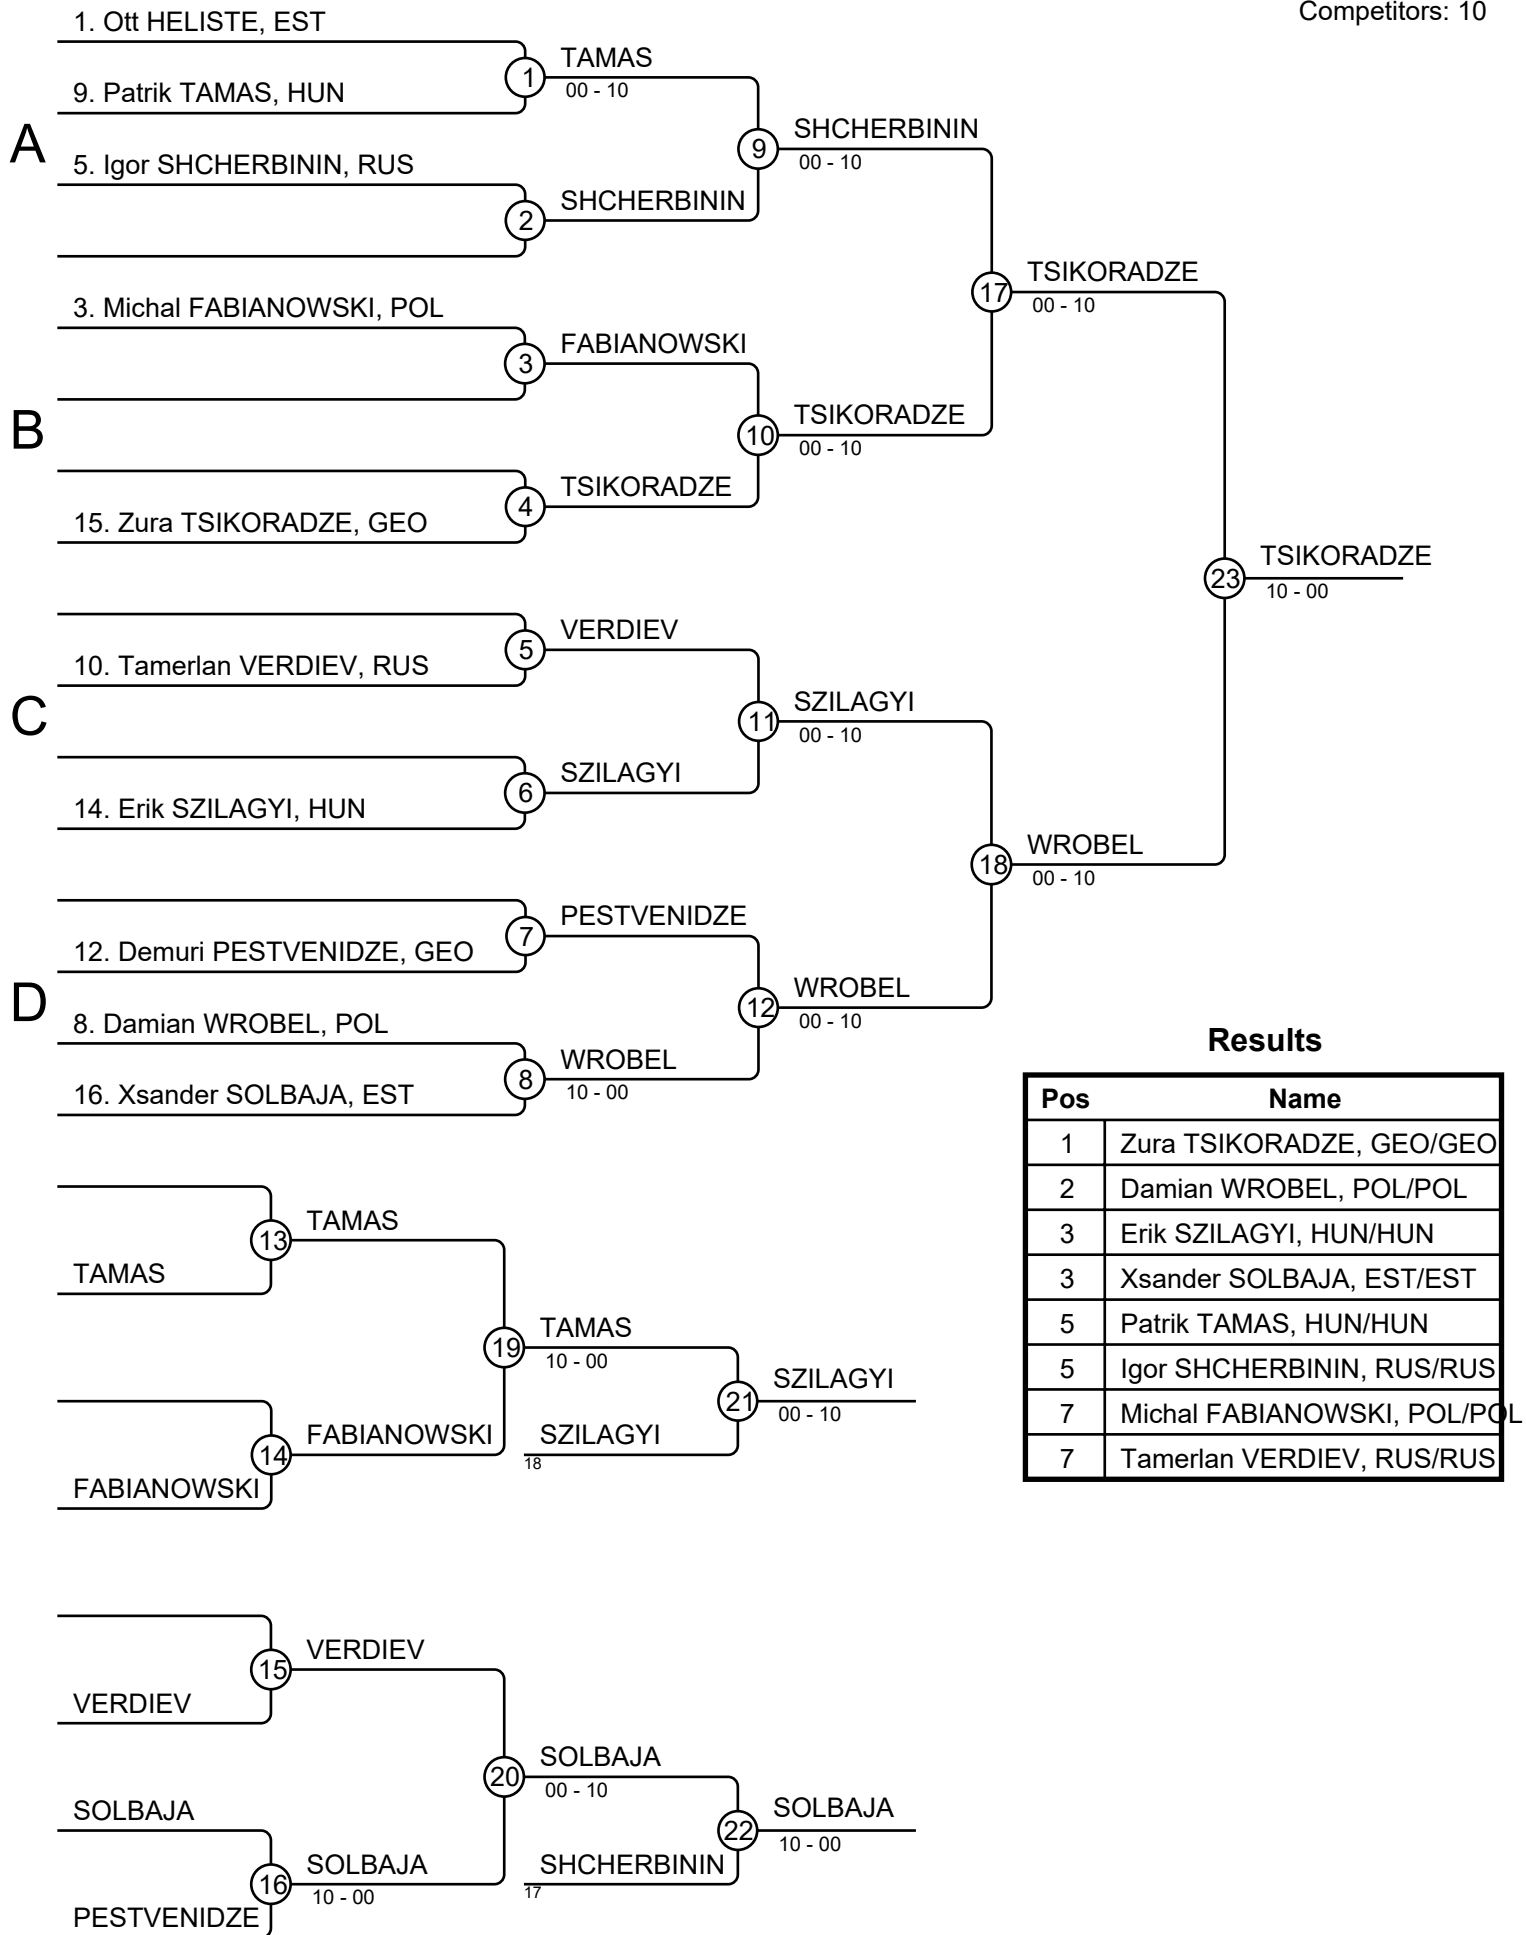 Competitors: 10
1. Ott HELISTE, EST
TAMAS
1
00 - 10
9. Patrik TAMAS, HUN
A
SHCHERBININ
9
00 - 10
5. Igor SHCHERBININ, RUS
SHCHERBININ
2
TSIKORADZE
17
00 - 10
3. Michal FABIANOWSKI, POL
FABIANOWSKI
3
B
TSIKORADZE
10
00 - 10
TSIKORADZE
4
15. Zura TSIKORADZE, GEO
TSIKORADZE
23
10 - 00
VERDIEV
5
10. Tamerlan VERDIEV, RUS
C
SZILAGYI
11
00 - 10
SZILAGYI
6
14. Erik SZILAGYI, HUN
WROBEL
18
00 - 10
PESTVENIDZE
7
12. Demuri PESTVENIDZE, GEO
D
WROBEL
12
00 - 10
8. Damian WROBEL, POL
WROBEL
8
10 - 00
16. Xsander SOLBAJA, EST
Results
Pos Name
1 Zura TSIKORADZE, GEO/GEO
2 Damian WROBEL, POL/POL
3 Erik SZILAGYI, HUN/HUN
3 Xsander SOLBAJA, EST/EST
5 Patrik TAMAS, HUN/HUN
5 Igor SHCHERBININ, RUS/RUS
7 Michal FABIANOWSKI, POL/POL
7 Tamerlan VERDIEV, RUS/RUS
TAMAS
13
TAMAS
TAMAS
19
10 - 00
SZILAGYI
21
00 - 10
FABIANOWSKI
14
SZILAGYI
18
FABIANOWSKI
VERDIEV
15
VERDIEV
SOLBAJA
20
00 - 10
SOLBAJA
SOLBAJA
22
10 - 00
SOLBAJA
16
10 - 00
SHCHERBININ
17
PESTVENIDZE